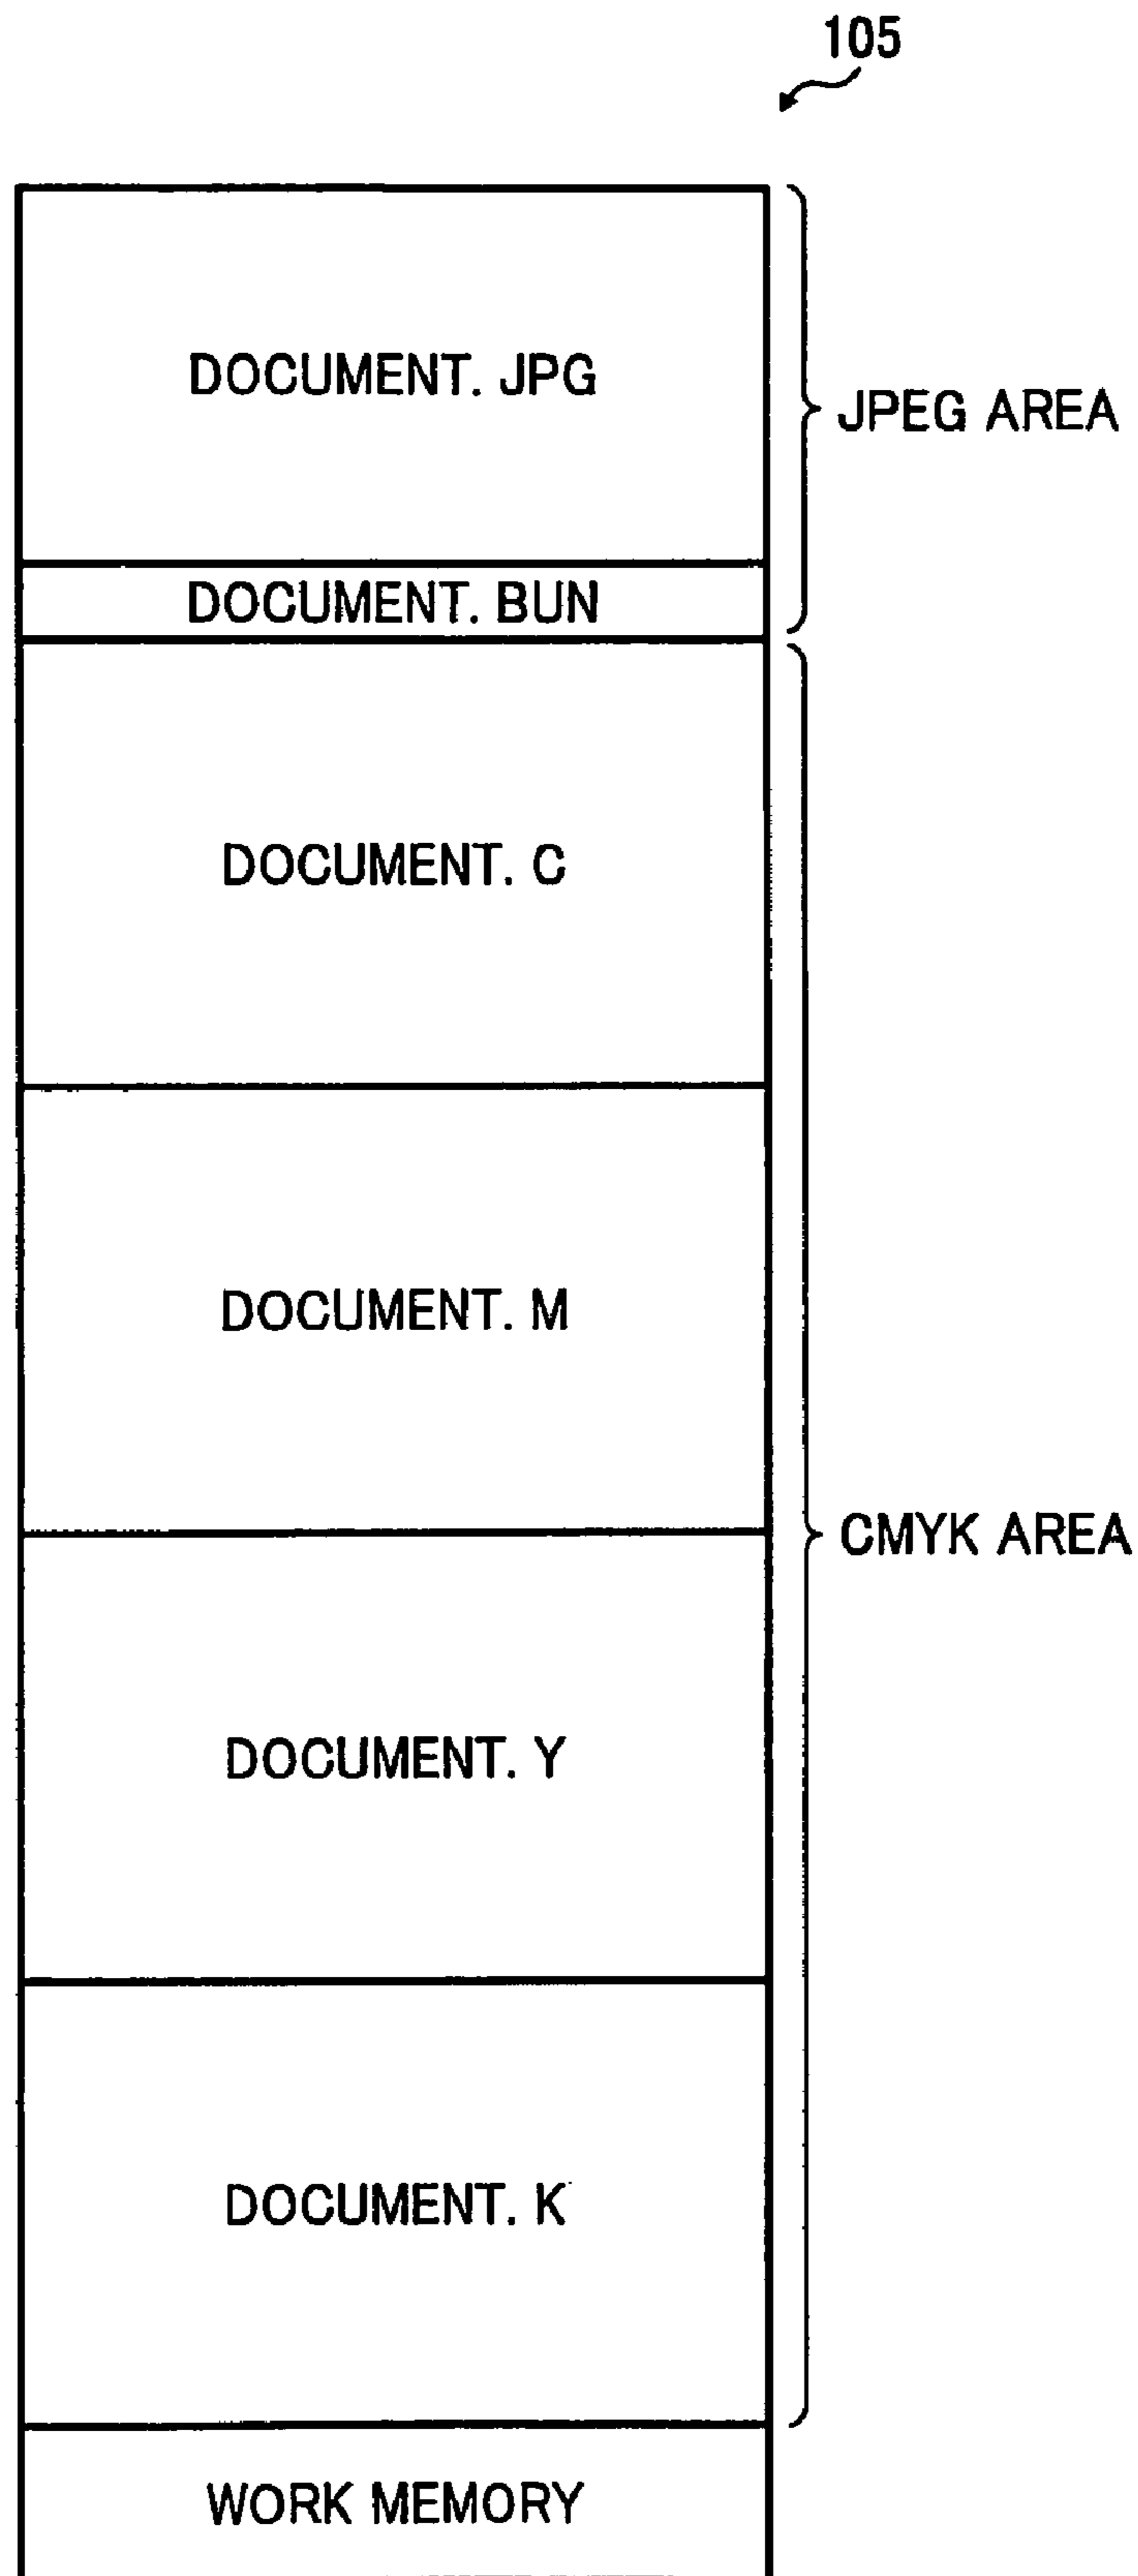 105
DOCUMENT. JPG
JPEG AREA
DOCUMENT. BUN
DOCUMENT. C
DOCUMENT. M
CMYK AREA
DOCUMENT. Y
DOCUMENT. K
WORK MEMORY